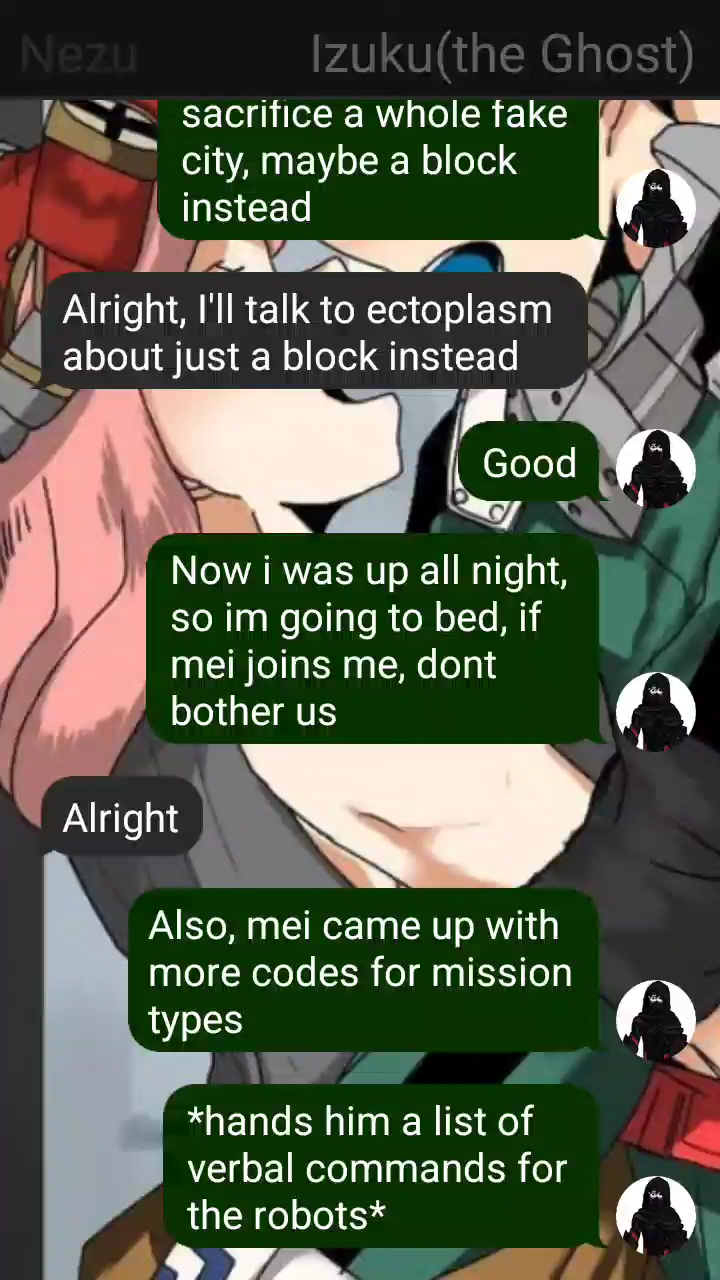 Nezu
Izuku(the Ghost)
sacrifice a whole fake
city, maybe a block
instead
Alright, I'll talk to ectoplasm
about just a block instead
Good
Now i was up all night,
so im going to bed, if
mei joins me, dont
bother us
Alright
Also, mei came up with
more codes for mission
types
*hands him a list of
verbal commands for
the robots*